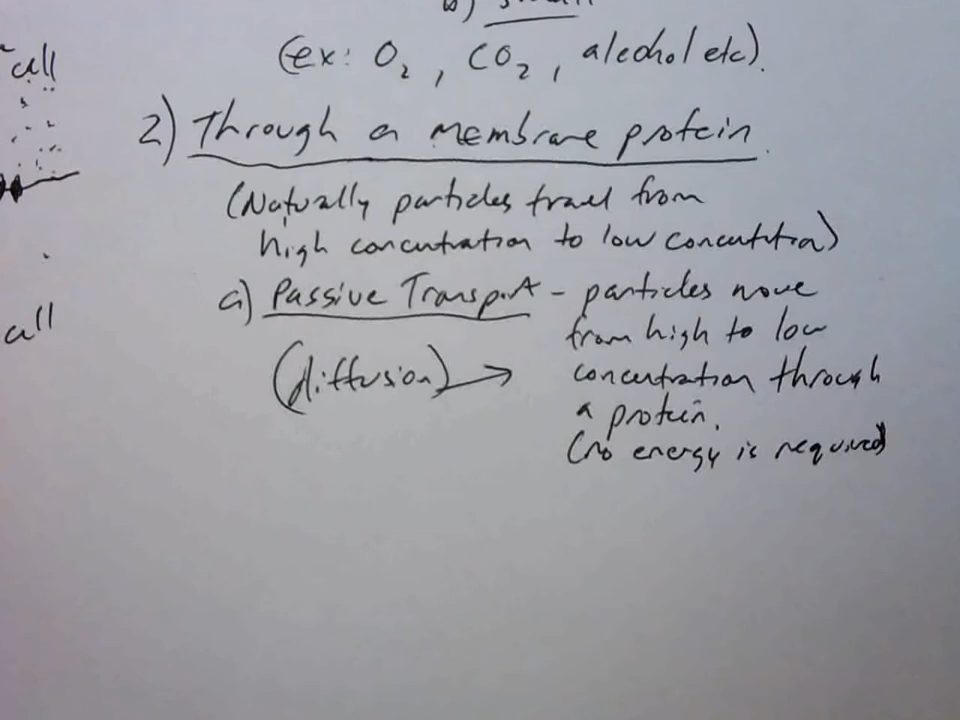 b) small
(ex: O2, CO2, alcohol etc).
cell
2) Through a membrane protein.
(Naturally particles travel from
high concentration to low concentration)
a) Passive Transport - particles move
from high to low
(diffusion) → concentration through
a protein.
(no energy is required)
cell